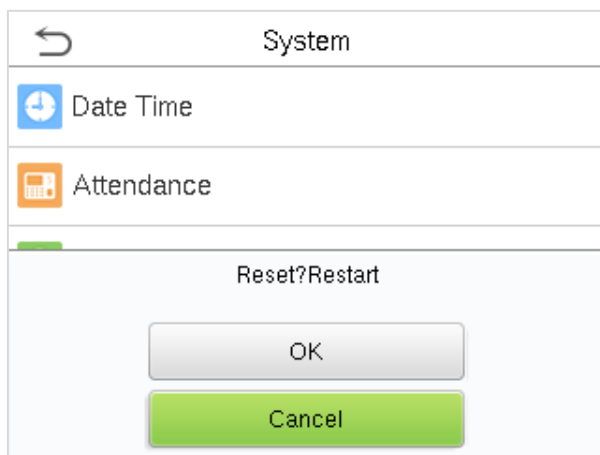 System
Date Time
Attendance
Reset?Restart
OK
Cancel